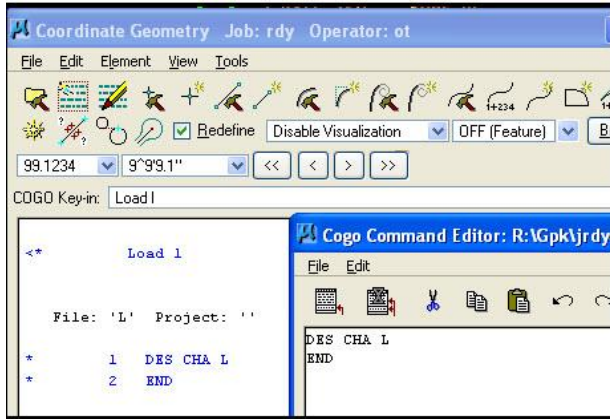 Coordinate Geometry Job: rdy Operator: ot
File Edit Element View Tools
Redefine Disable Visualization OFF (Feature)
99.1234 9^9'9.1" << < > >>
COGO Key-in: Load l
<* Load l
File: 'L' Project: ''
* 1 DES CHA L
* 2 END
Cogo Command Editor: R:\Gpk\jrdy
File Edit
DES CHA L
END